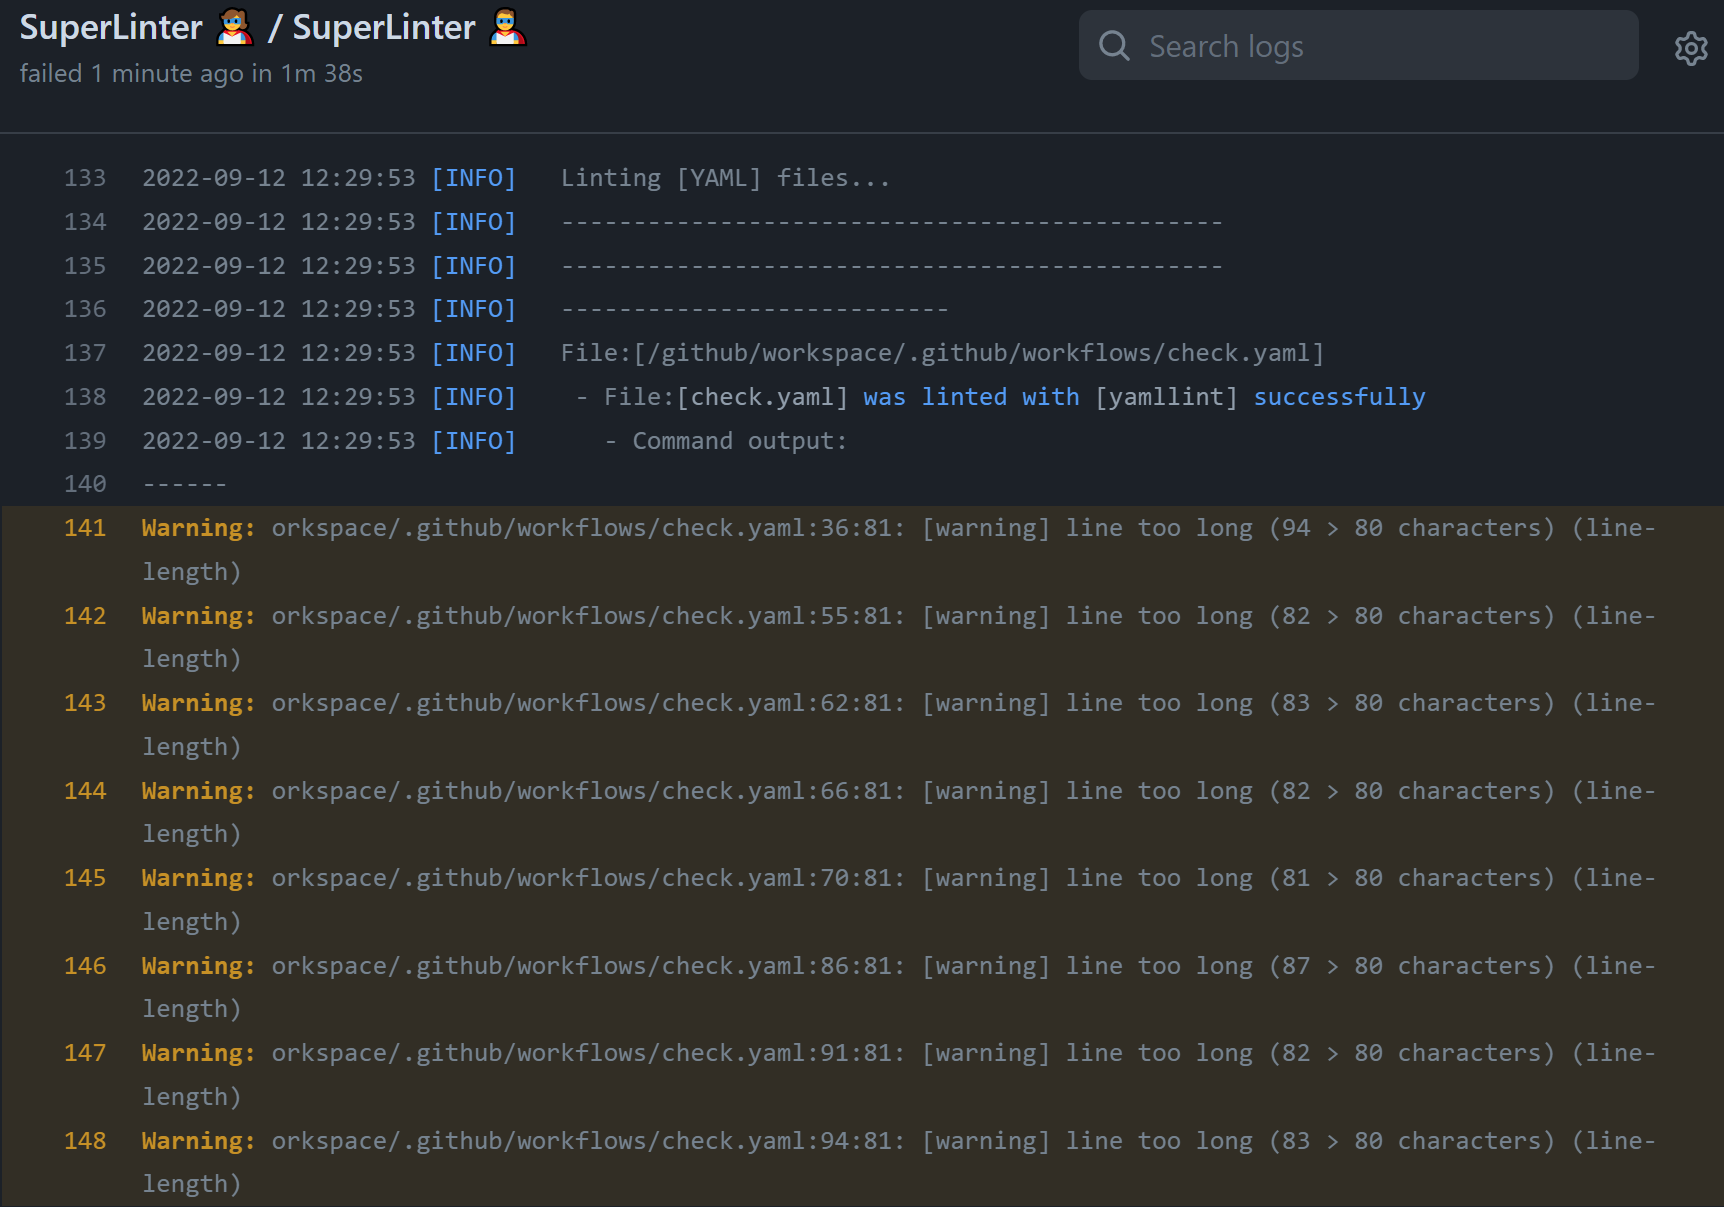 SuperLinter 🦸 / SuperLinter 🦸‍♂️
failed 1 minute ago in 1m 38s
Search logs
133 2022-09-12 12:29:53 [INFO] Linting [YAML] files...
134 2022-09-12 12:29:53 [INFO] ----------------------------------------------
135 2022-09-12 12:29:53 [INFO] ----------------------------------------------
136 2022-09-12 12:29:53 [INFO] ---------------------------
137 2022-09-12 12:29:53 [INFO] File:[/github/workspace/.github/workflows/check.yaml]
138 2022-09-12 12:29:53 [INFO] - File:[check.yaml] was linted with [yamllint] successfully
139 2022-09-12 12:29:53 [INFO] - Command output:
140 ------
141 Warning: orkspace/.github/workflows/check.yaml:36:81: [warning] line too long (94 > 80 characters) (line-
length)
142 Warning: orkspace/.github/workflows/check.yaml:55:81: [warning] line too long (82 > 80 characters) (line-
length)
143 Warning: orkspace/.github/workflows/check.yaml:62:81: [warning] line too long (83 > 80 characters) (line-
length)
144 Warning: orkspace/.github/workflows/check.yaml:66:81: [warning] line too long (82 > 80 characters) (line-
length)
145 Warning: orkspace/.github/workflows/check.yaml:70:81: [warning] line too long (81 > 80 characters) (line-
length)
146 Warning: orkspace/.github/workflows/check.yaml:86:81: [warning] line too long (87 > 80 characters) (line-
length)
147 Warning: orkspace/.github/workflows/check.yaml:91:81: [warning] line too long (82 > 80 characters) (line-
length)
148 Warning: orkspace/.github/workflows/check.yaml:94:81: [warning] line too long (83 > 80 characters) (line-
length)